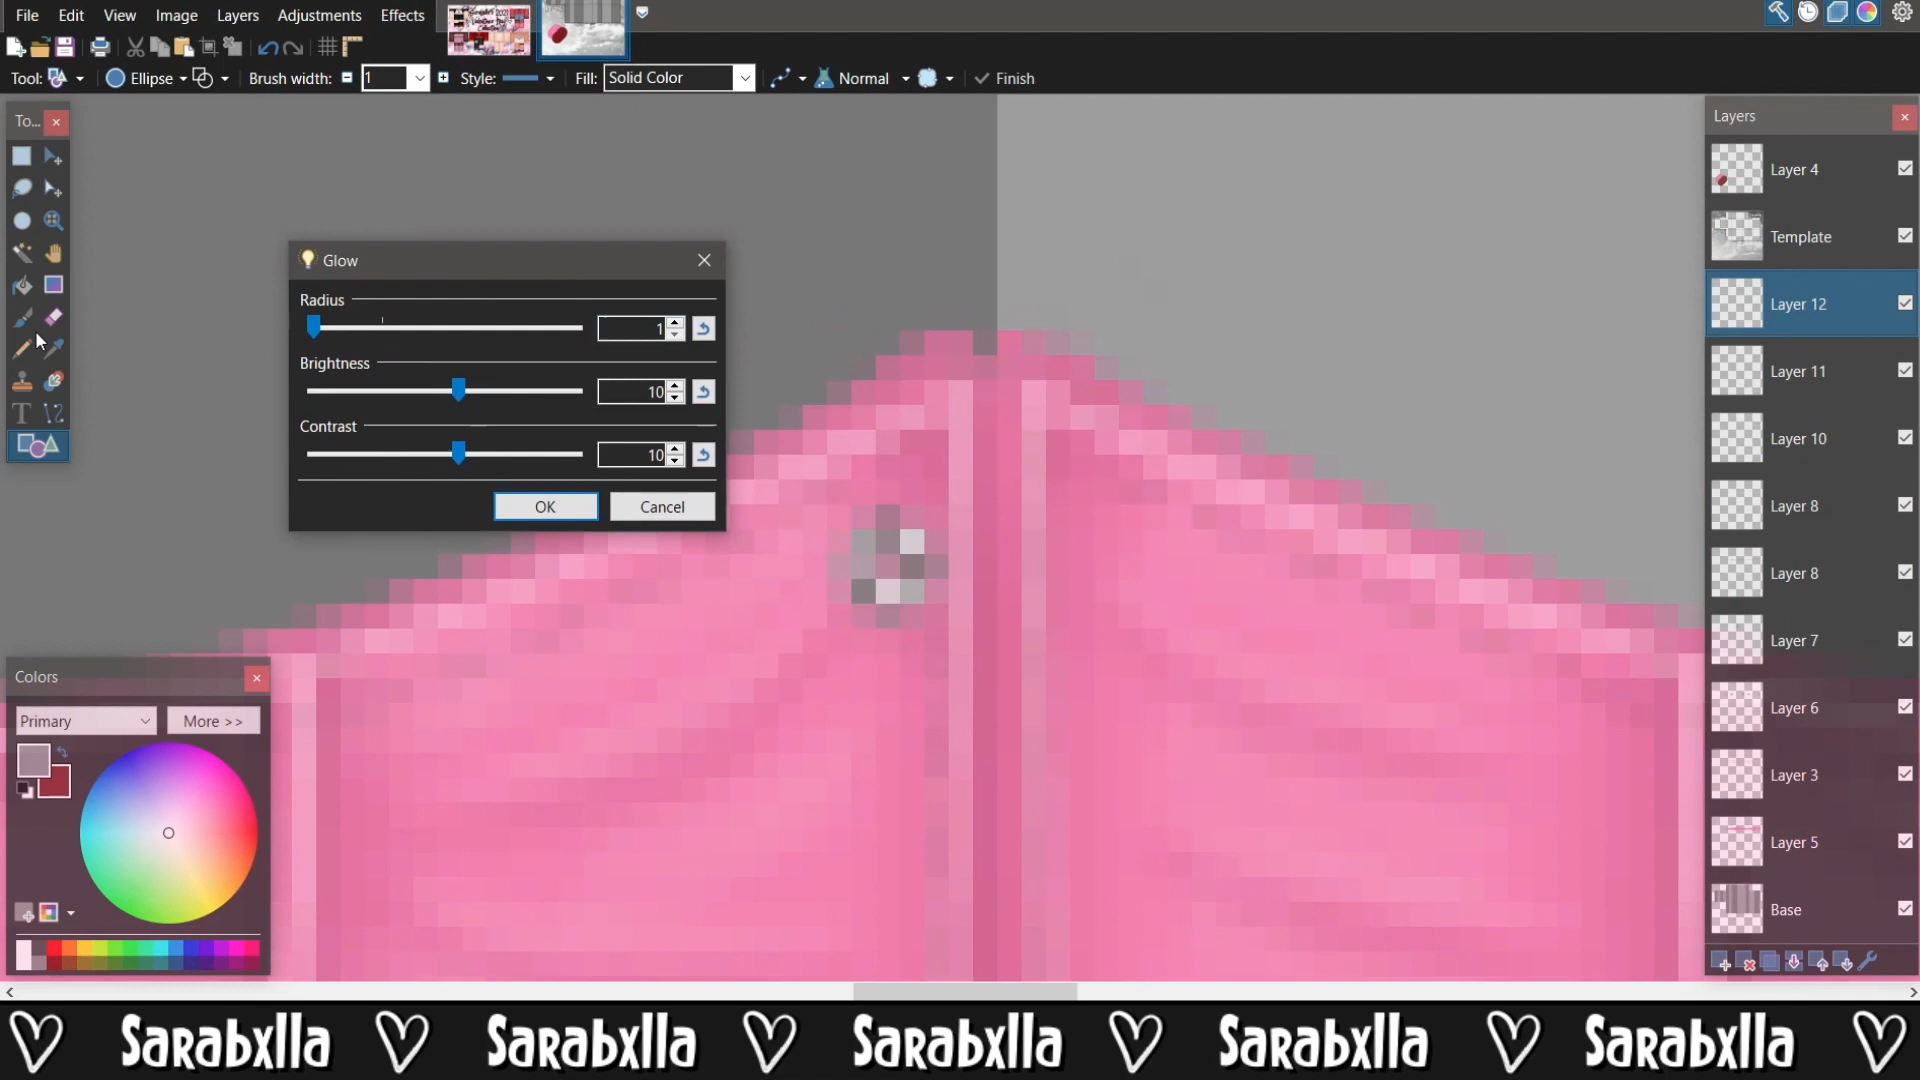 File Edit View Image Layers Adjustments Effects
Tool: Ellipse Brush width: 1 Style: Fill: Solid Color Normal Finish
To...
Layers
Glow
Radius
1
Brightness
10
Contrast
10
OK Cancel
Layer 4
Template
Layer 12
Layer 11
Layer 10
Layer 8
Layer 8
Layer 7
Layer 6
Layer 3
Layer 5
Base
Colors
Primary More >>
Sarabxlla Sarabxlla Sarabxlla Sarabxlla Sarabxlla